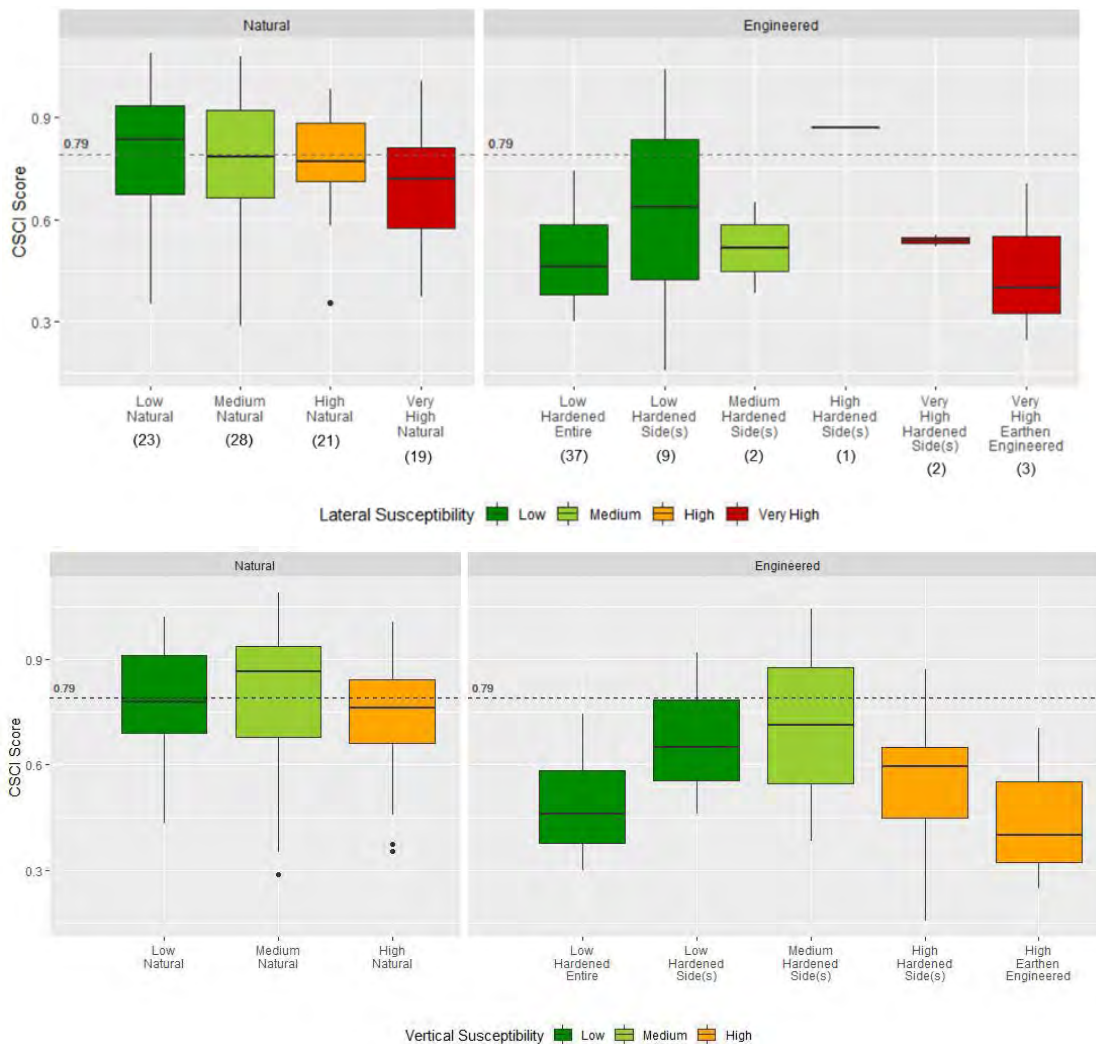 Natural
Engineered
CSCI Score
0.9
0.6
0.3
0.79
0.79
Low
Natural
(23)
Medium
Natural
(28)
High
Natural
(21)
Very
High
Natural
(19)
Low
Hardened
Entire
(37)
Low
Hardened
Side(s)
(9)
Medium
Hardened
Side(s)
(2)
High
Hardened
Side(s)
(1)
Very
High
Hardened
Side(s)
(2)
Very
High
Earthen
Engineered
(3)
Lateral Susceptibility Low Medium High Very High
Natural
Engineered
CSCI Score
0.9
0.6
0.3
0.79
0.79
Low
Natural
Medium
Natural
High
Natural
Low
Hardened
Entire
Low
Hardened
Side(s)
Medium
Hardened
Side(s)
High
Hardened
Side(s)
High
Earthen
Engineered
Vertical Susceptibility Low Medium High